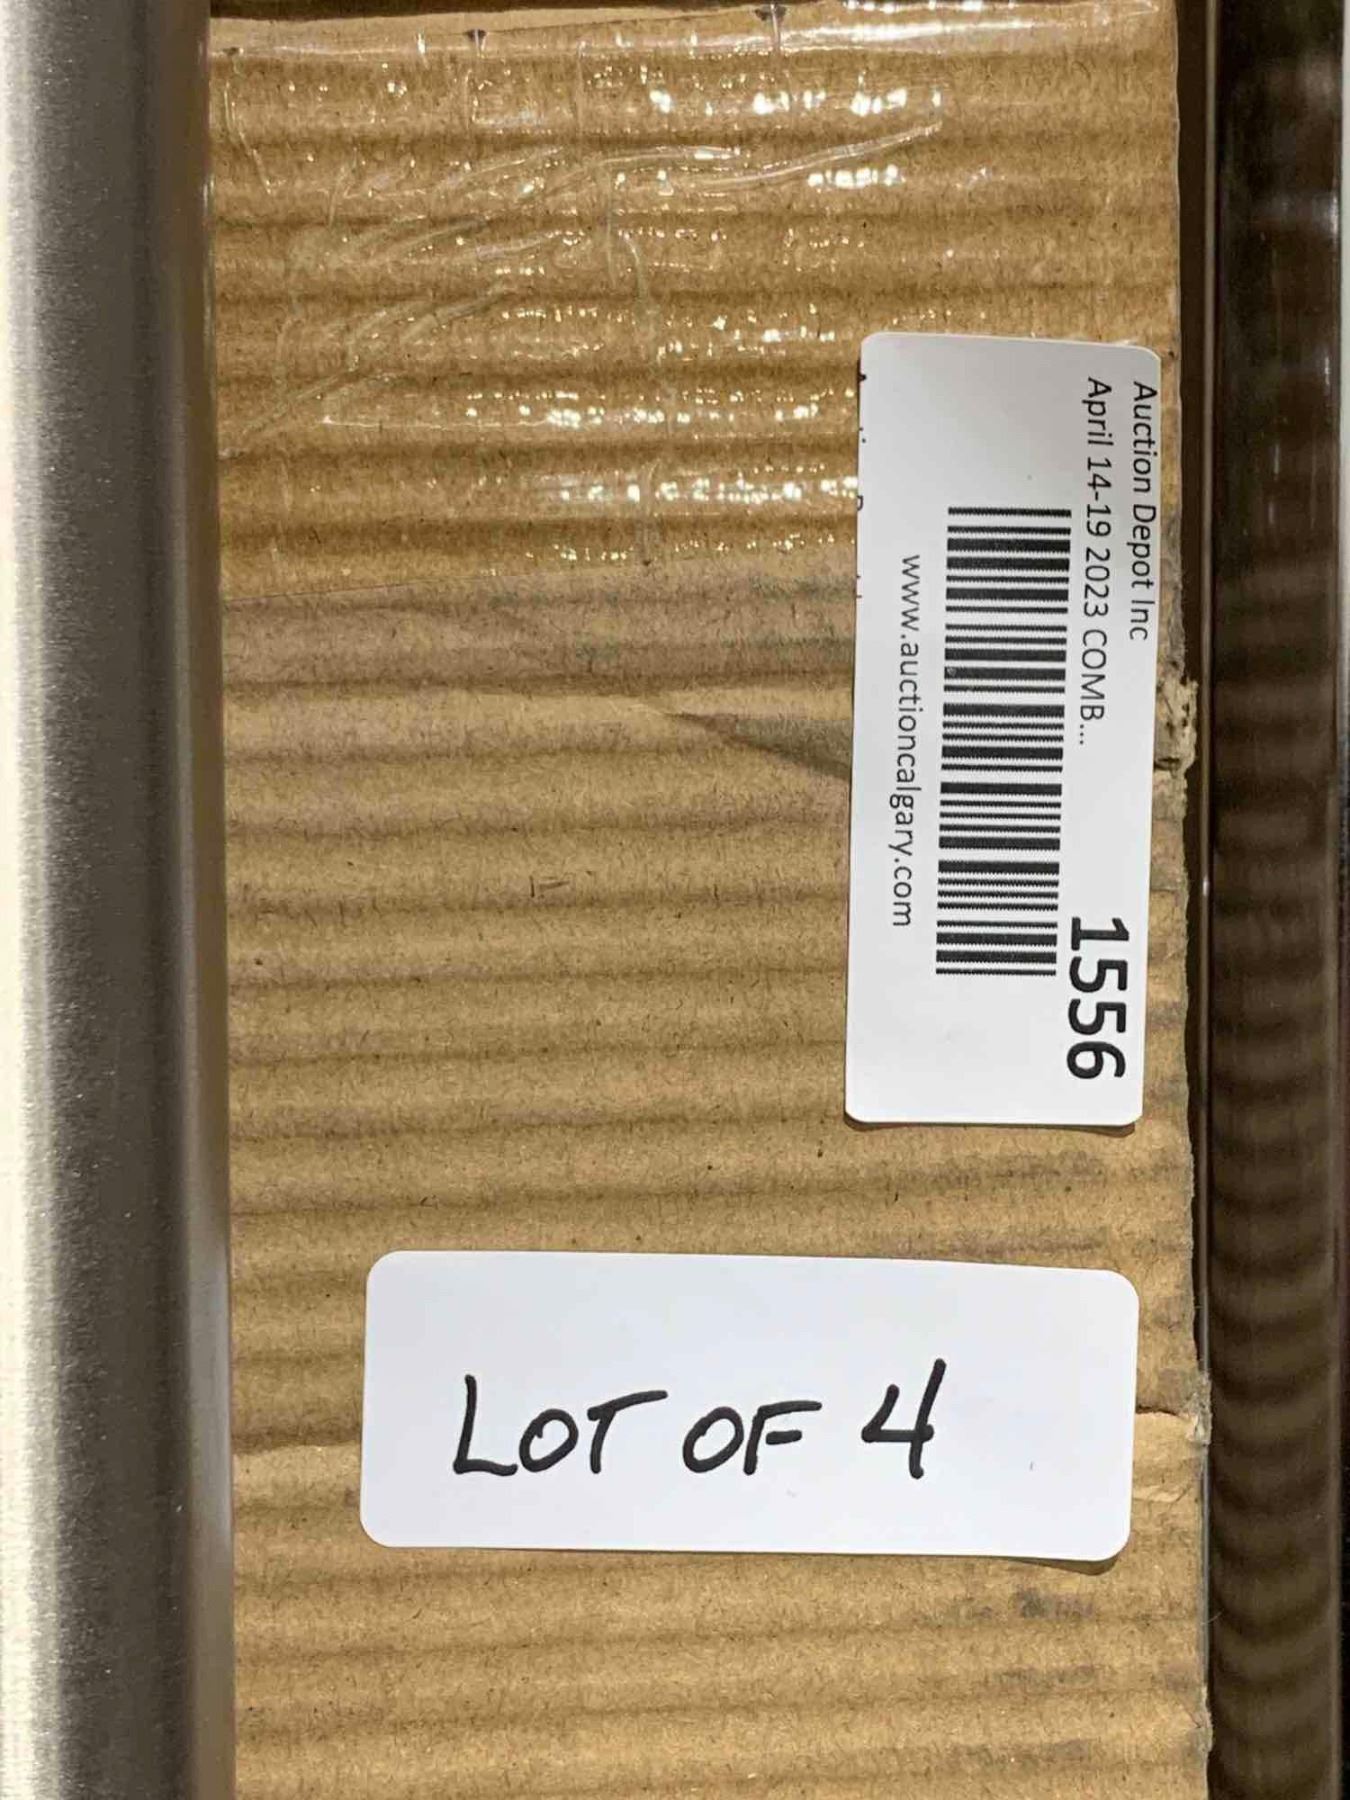 Auction Depot Inc
April 14-19 2023 COMB...
1556
www.auctioncalgary.com
LOT OF 4